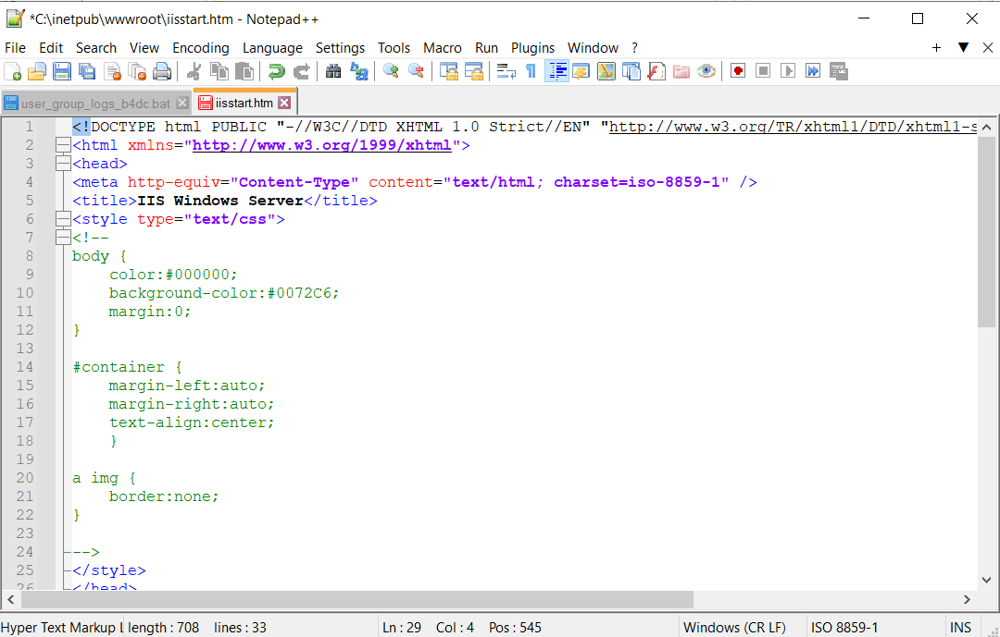 *C:\inetpub\wwwroot\iisstart.htm - Notepad++
File Edit Search View Encoding Language Settings Tools Macro Run Plugins Window ? + ▼ X
user_group_logs_b4dc.bat iisstart.htm
1 <!DOCTYPE html PUBLIC "-//W3C//DTD XHTML 1.0 Strict//EN" "http://www.w3.org/TR/xhtml1/DTD/xhtml1-s
2 <html xmlns="http://www.w3.org/1999/xhtml">
3 <head>
4 <meta http-equiv="Content-Type" content="text/html; charset=iso-8859-1" />
5 <title>IIS Windows Server</title>
6 <style type="text/css">
7 <!--
8 body {
9     color:#000000;
10     background-color:#0072C6;
11     margin:0;
12 }
13
14 #container {
15     margin-left:auto;
16     margin-right:auto;
17     text-align:center;
18     }
19
20 a img {
21     border:none;
22 }
23
24 -->
25 </style>
26 </head>
Hyper Text Markup L length : 708 lines : 33 Ln : 29 Col : 4 Pos : 545 Windows (CR LF) ISO 8859-1 INS